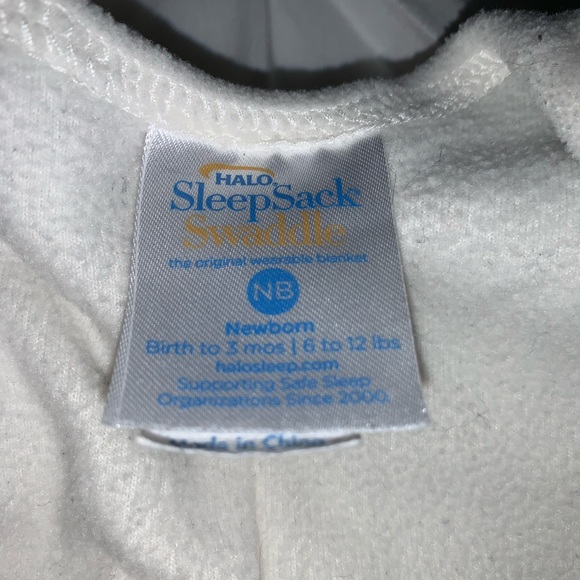 HALO
SleepSack®
Swaddle
the original wearable blanket
NB
Newborn
Birth to 3 mos | 6 to 12 lbs
halosleep.com
Supporting Safe Sleep
Organizations Since 2000.
Made in China